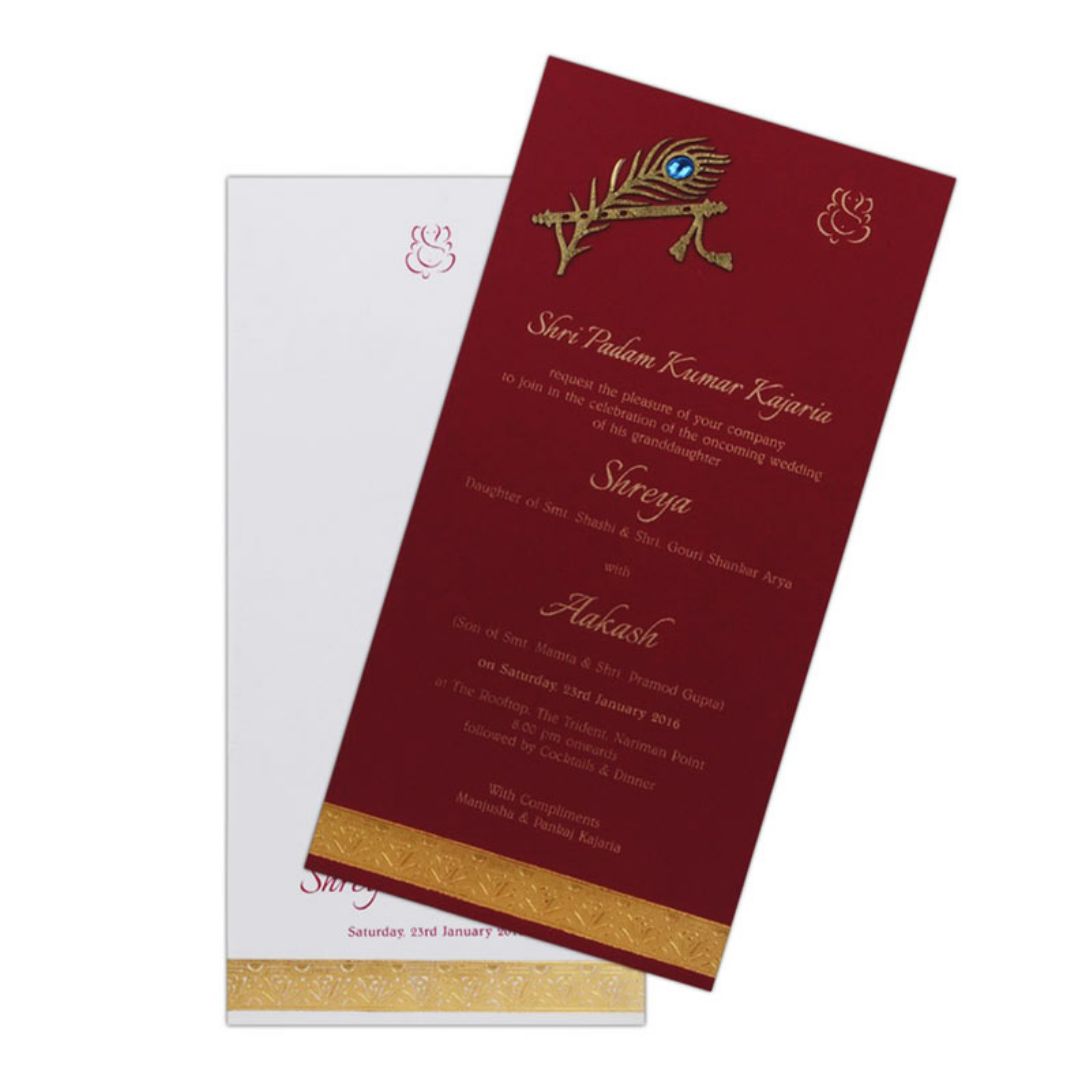 Shri Padam Kumar Kajaria
request the pleasure of your company
to join in the celebration of the oncoming wedding
of his granddaughter
Shreya
Daughter of Smt. Shashi & Shri. Gouri Shankar Arya
with
Aakash
(Son of Smt. Mamta & Shri. Pramod Gupta)
on Saturday, 23rd January 2016
at The Rooftop, The Trident, Nariman Point
8.00 pm onwards
followed by Cocktails & Dinner
With Compliments
Manjusha & Pankaj Kajaria
Saturday, 23rd January